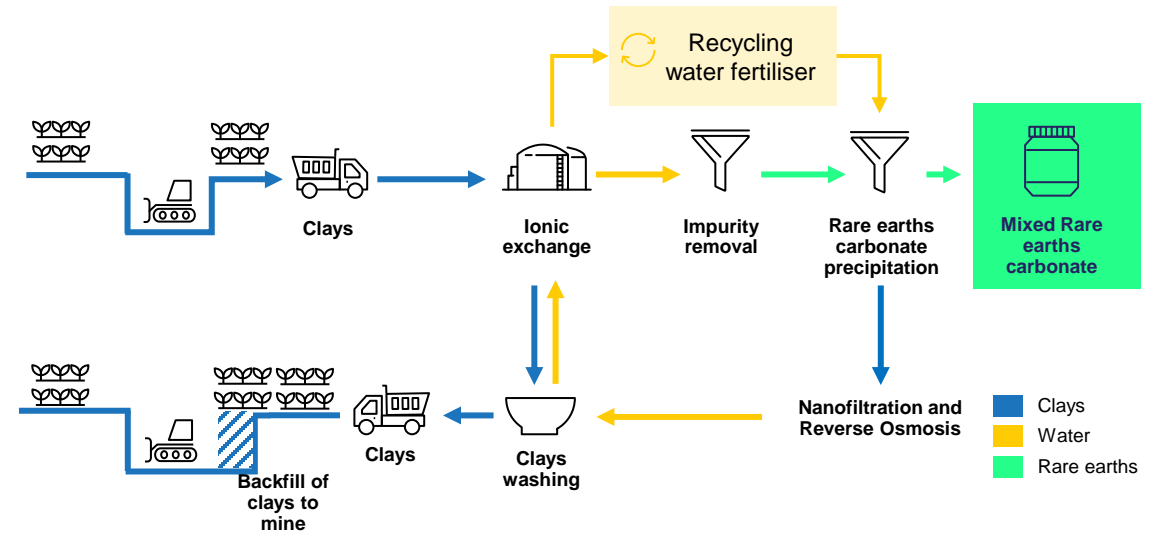 Recycling
water fertiliser
Clays
Ionic
exchange
Impurity
removal
Rare earths
carbonate
precipitation
Mixed Rare
earths
carbonate
Backfill of
clays to
mine
Clays
Clays
washing
Nanofiltration and
Reverse Osmosis
Clays
Water
Rare earths